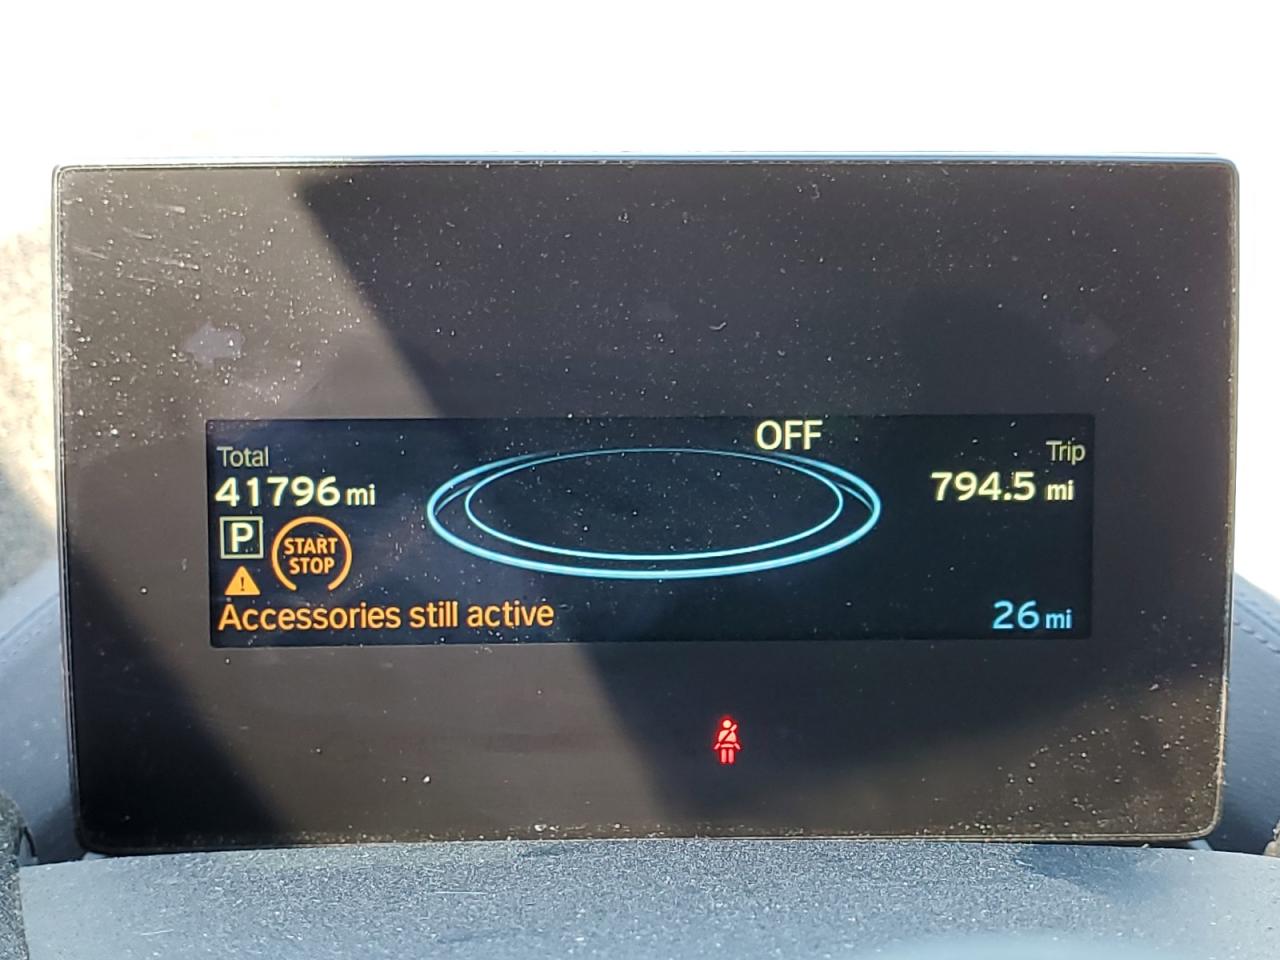 OFF
Total
Trip
41796 mi
794.5 mi
P
START
STOP
Accessories still active
26 mi